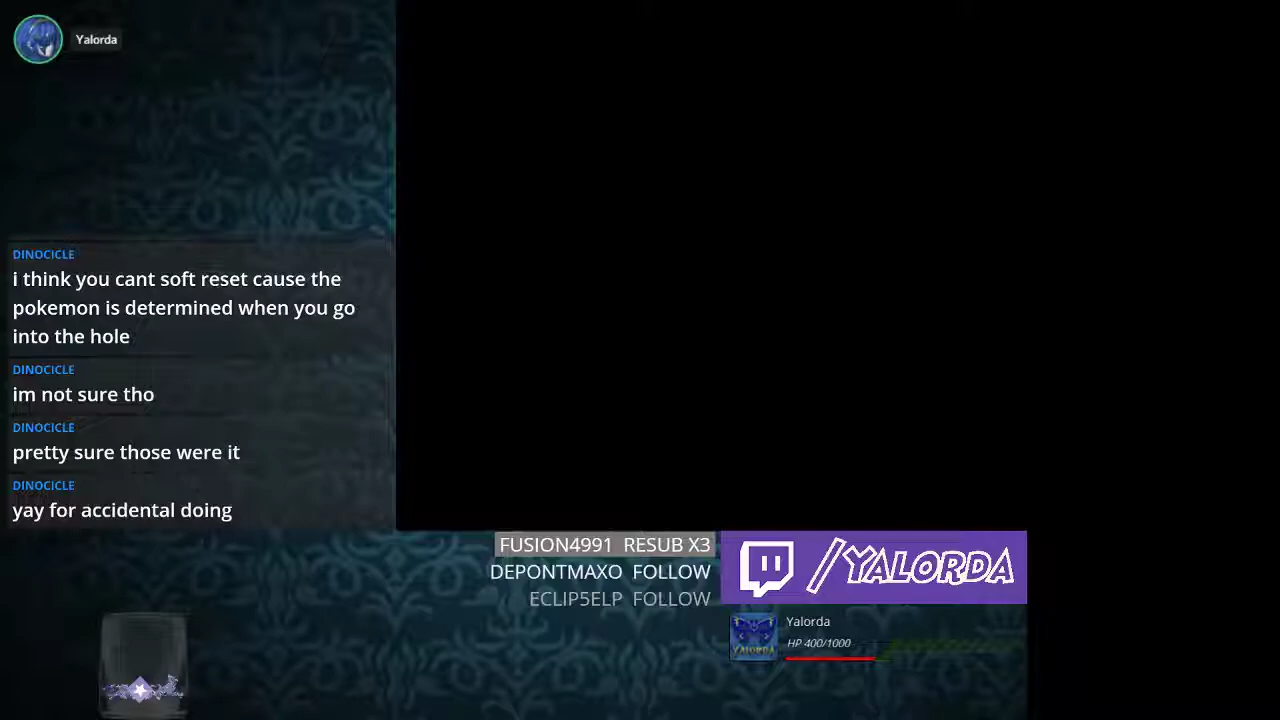 Yalorda
DINOCICLE
i think you cant soft reset cause the
pokemon is determined when you go
into the hole
DINOCICLE
im not sure tho
DINOCICLE
pretty sure those were it
DINOCICLE
yay for accidental doing
FUSION4991 RESUB X3
DEPONTMAXO FOLLOW
ECLIP5ELP FOLLOW
/YALORDA
Yalorda
HP 400/1000
YALORDA